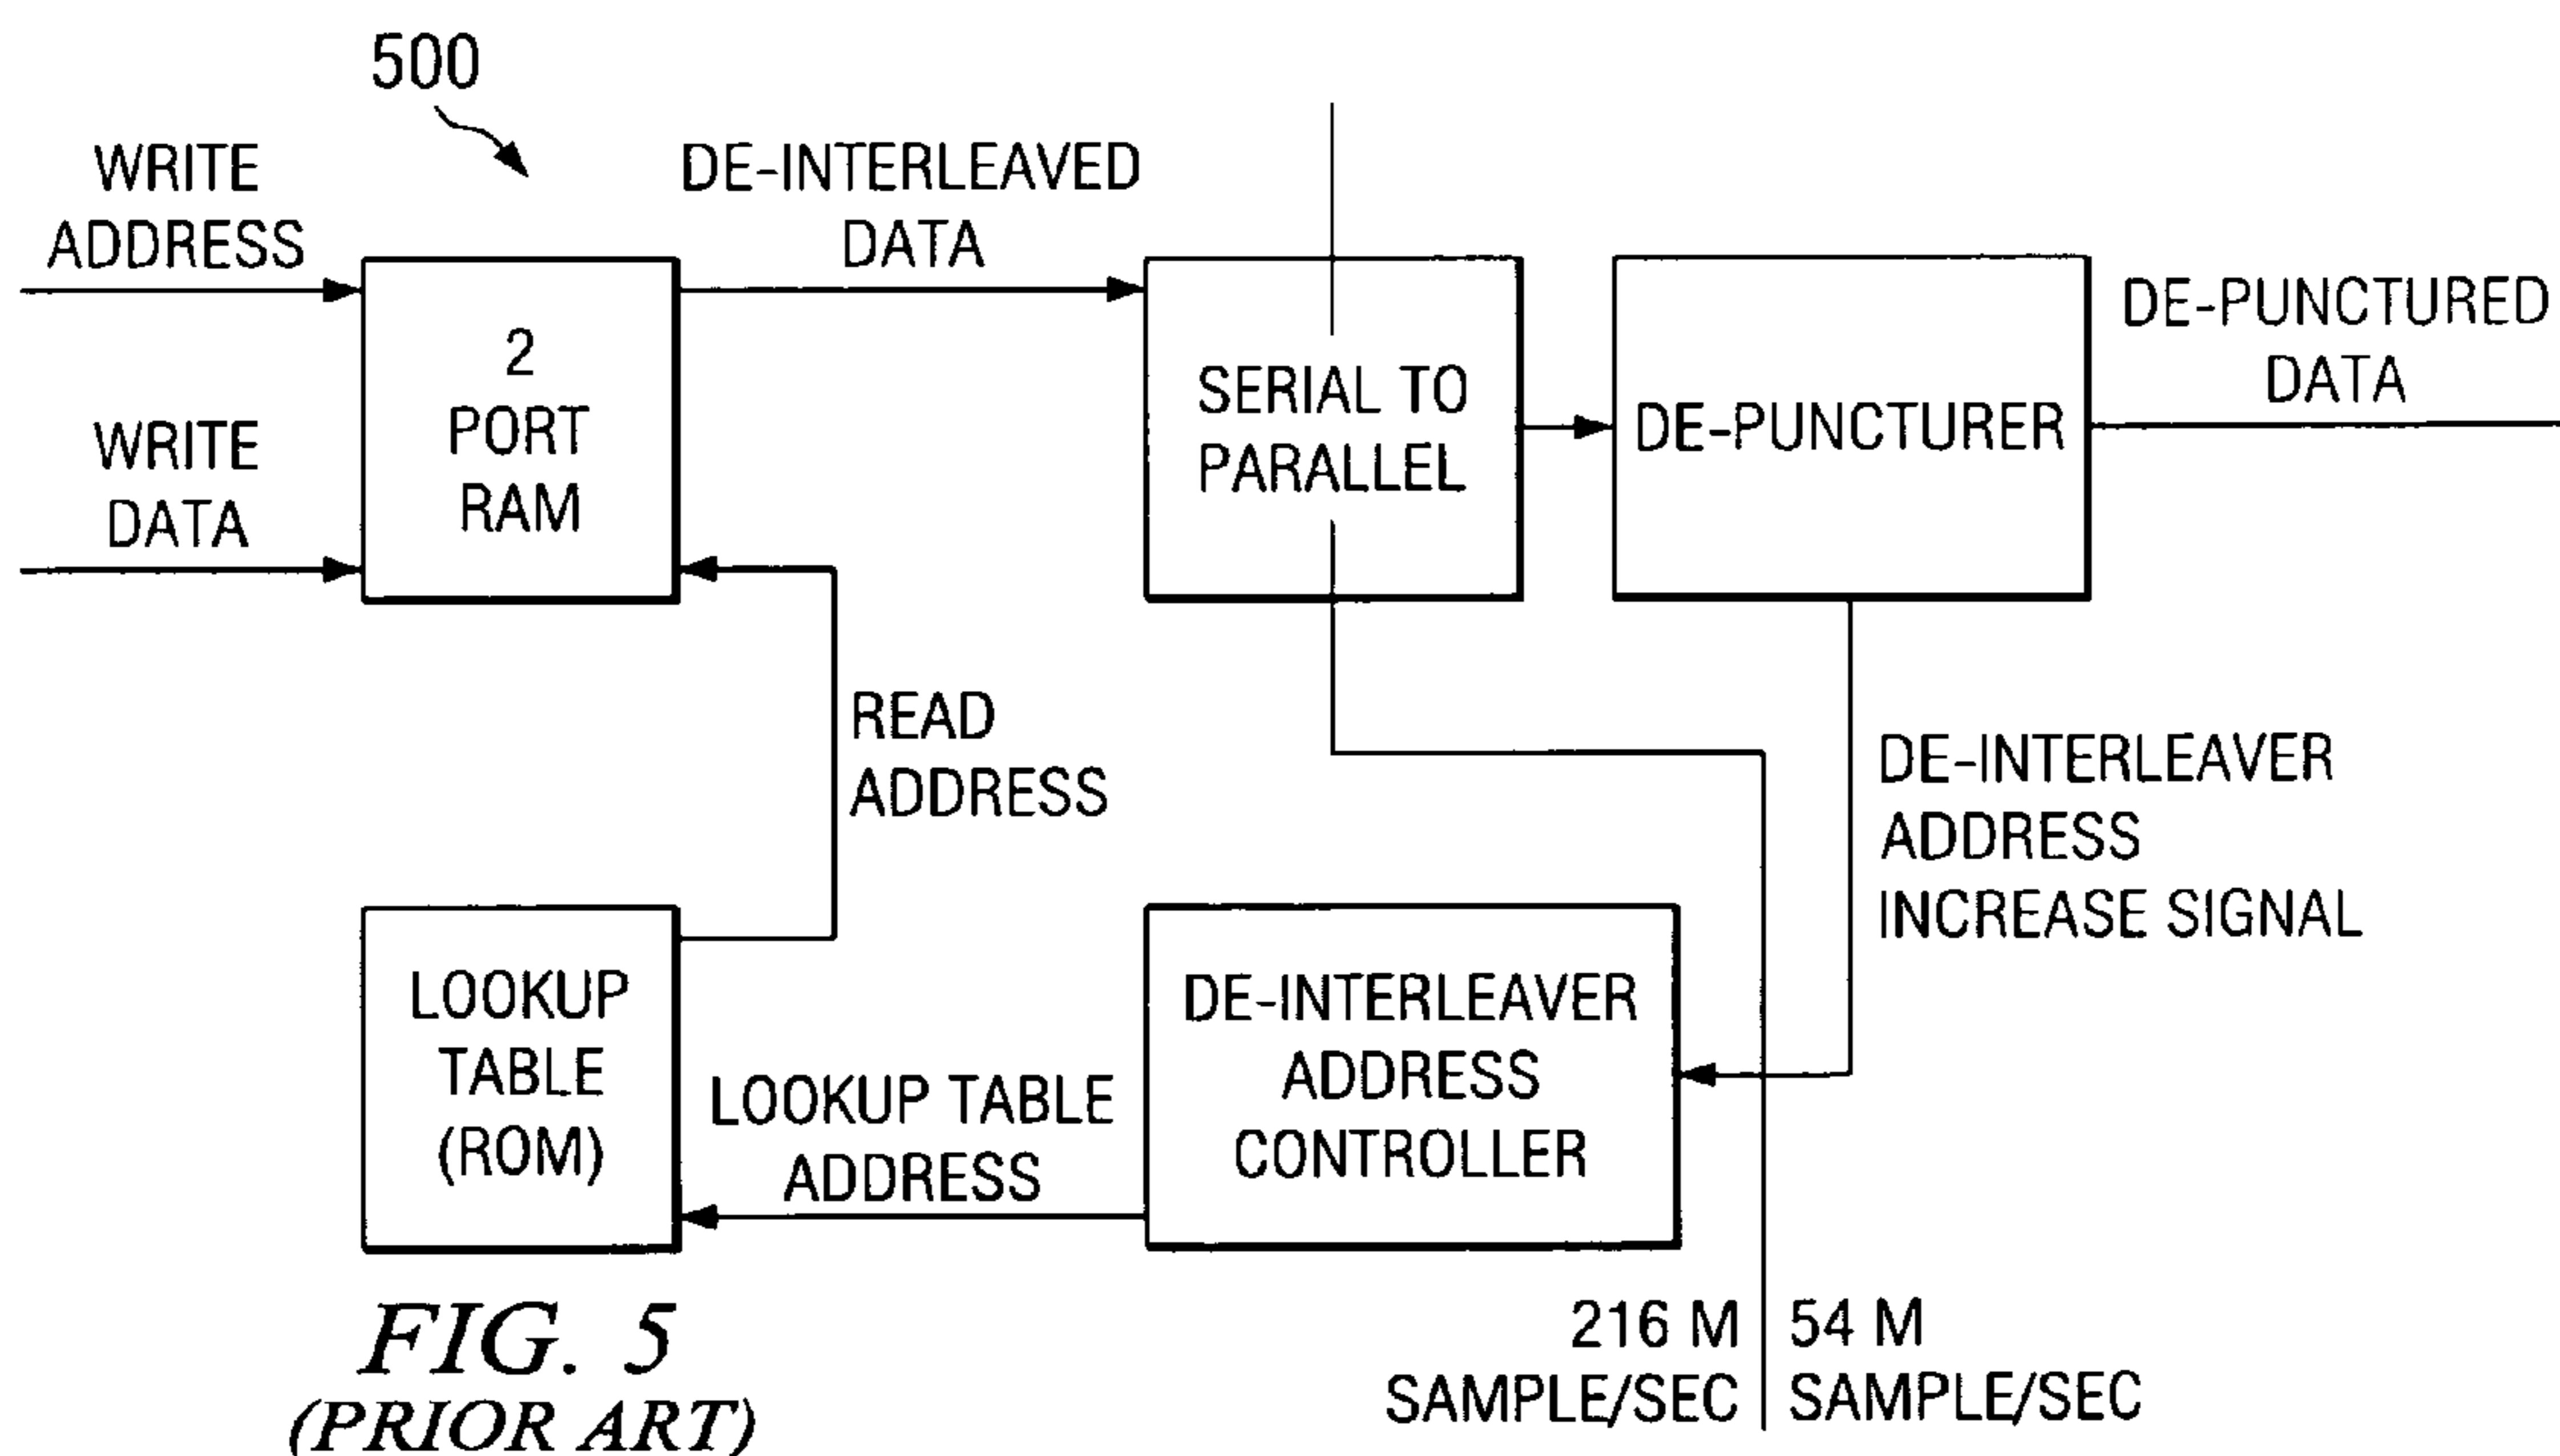 500
WRITE
ADDRESS
DE-INTERLEAVED
DATA
WRITE
DATA
2
PORT
RAM
SERIAL TO
PARALLEL
DE-PUNCTURER
DE-PUNCTURED
DATA
READ
ADDRESS
DE-INTERLEAVER
ADDRESS
INCREASE SIGNAL
LOOKUP
TABLE
(ROM)
LOOKUP TABLE
ADDRESS
DE-INTERLEAVER
ADDRESS
CONTROLLER
216 M
SAMPLE/SEC
54 M
SAMPLE/SEC
FIG. 5
(PRIOR ART)